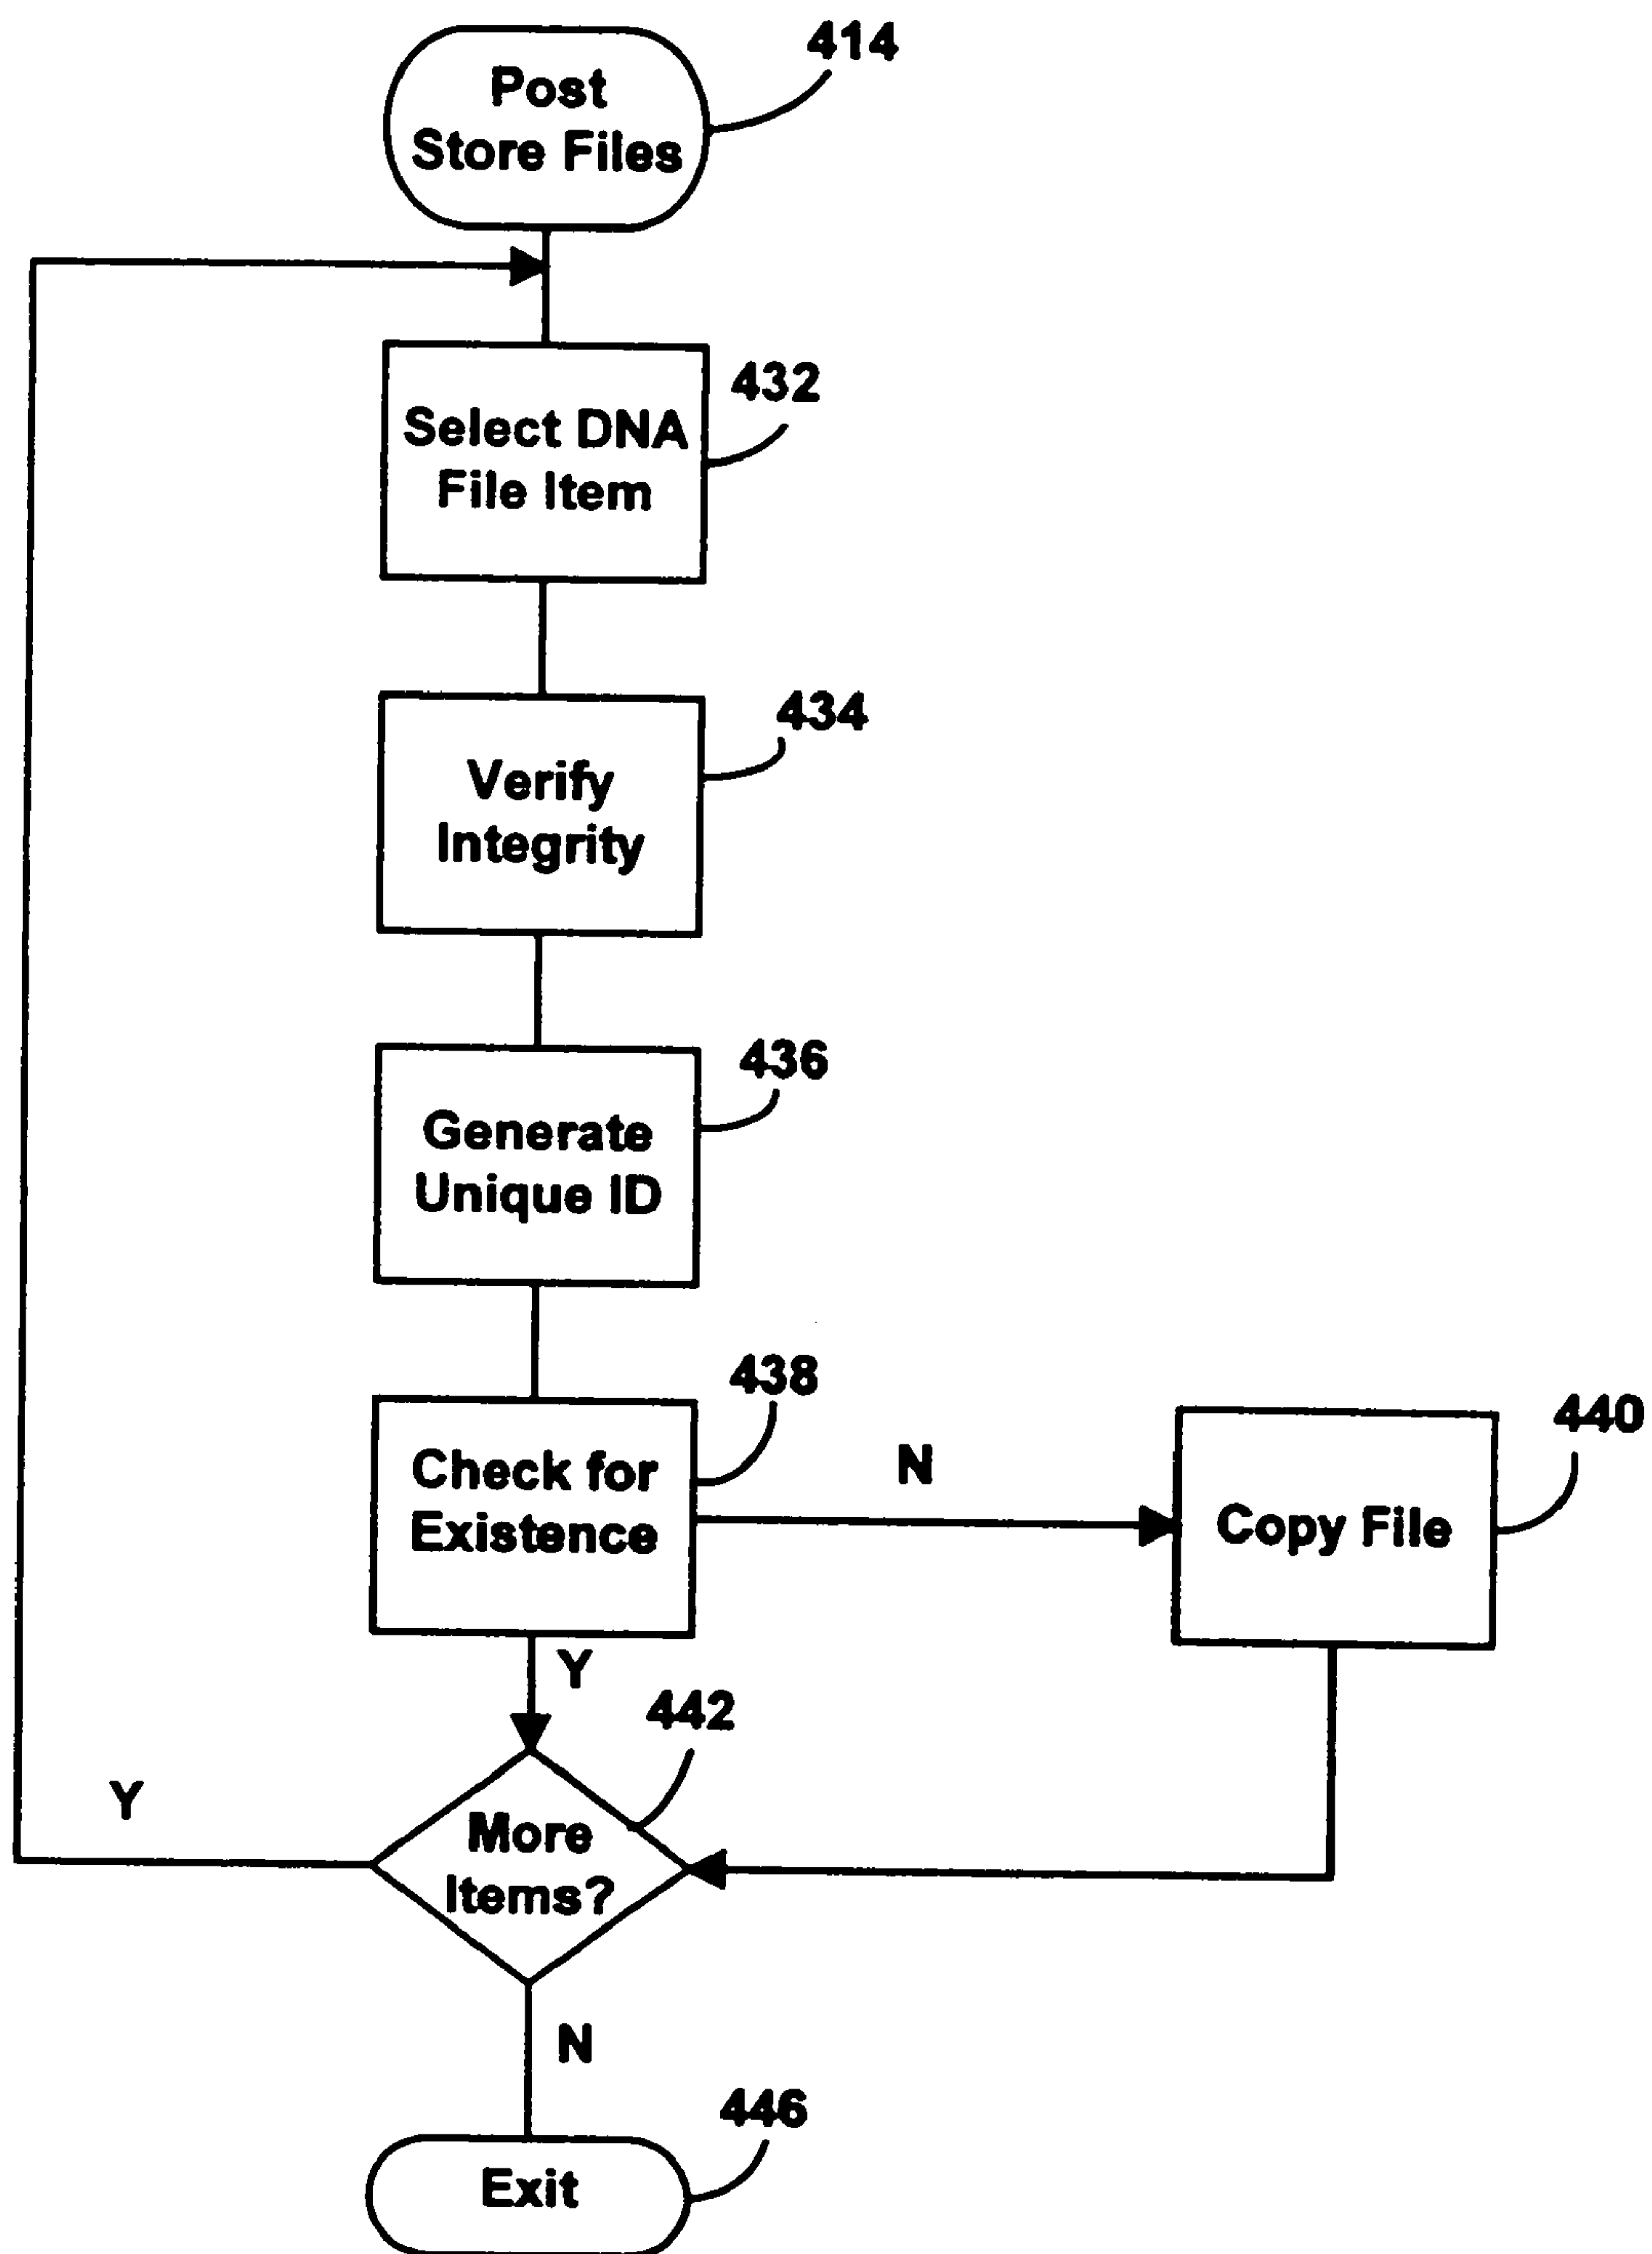 414
Post
Store Files
432
Select DNA
File Item
434
Verify
Integrity
436
Generate
Unique ID
438
Check for
Existence
N
440
Copy File
Y
442
Y
More
Items?
N
446
Exit